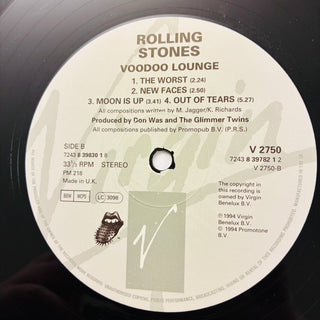 ROLLING
STONES
VOODOO LOUNGE
1. THE WORST (2.24)
2. NEW FACES (2.50)
3. MOON IS UP (3.41) 4. OUT OF TEARS (5.27)
All compositions written by M. Jagger/K. Richards
Produced by Don Was and The Glimmer Twins
All compositions published by Promopub B.V. (P.R.S.)
SIDE B
7243 8 39830 1 8
33⅓ RPM STEREO
PM 218
Made in U.K.
LC 3098
V 2750
7243 8 39782 1 2
V 2750-B
The copyright in
this recording is
owned by Virgin
Benelux B.V.
℗ 1994 Virgin
Benelux B.V.
© 1994 Promotone
B.V.
Virgin